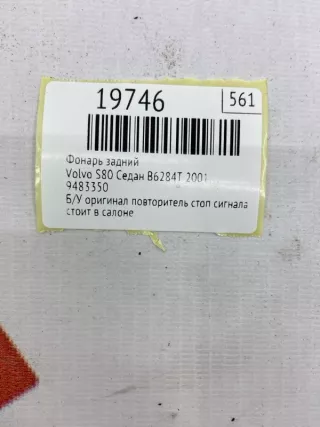 19746
561
Фонарь задний
Volvo S80 Седан B6284T 2001
9483350
Б/У оригинал повторитель стоп сигнала
стоит в салоне